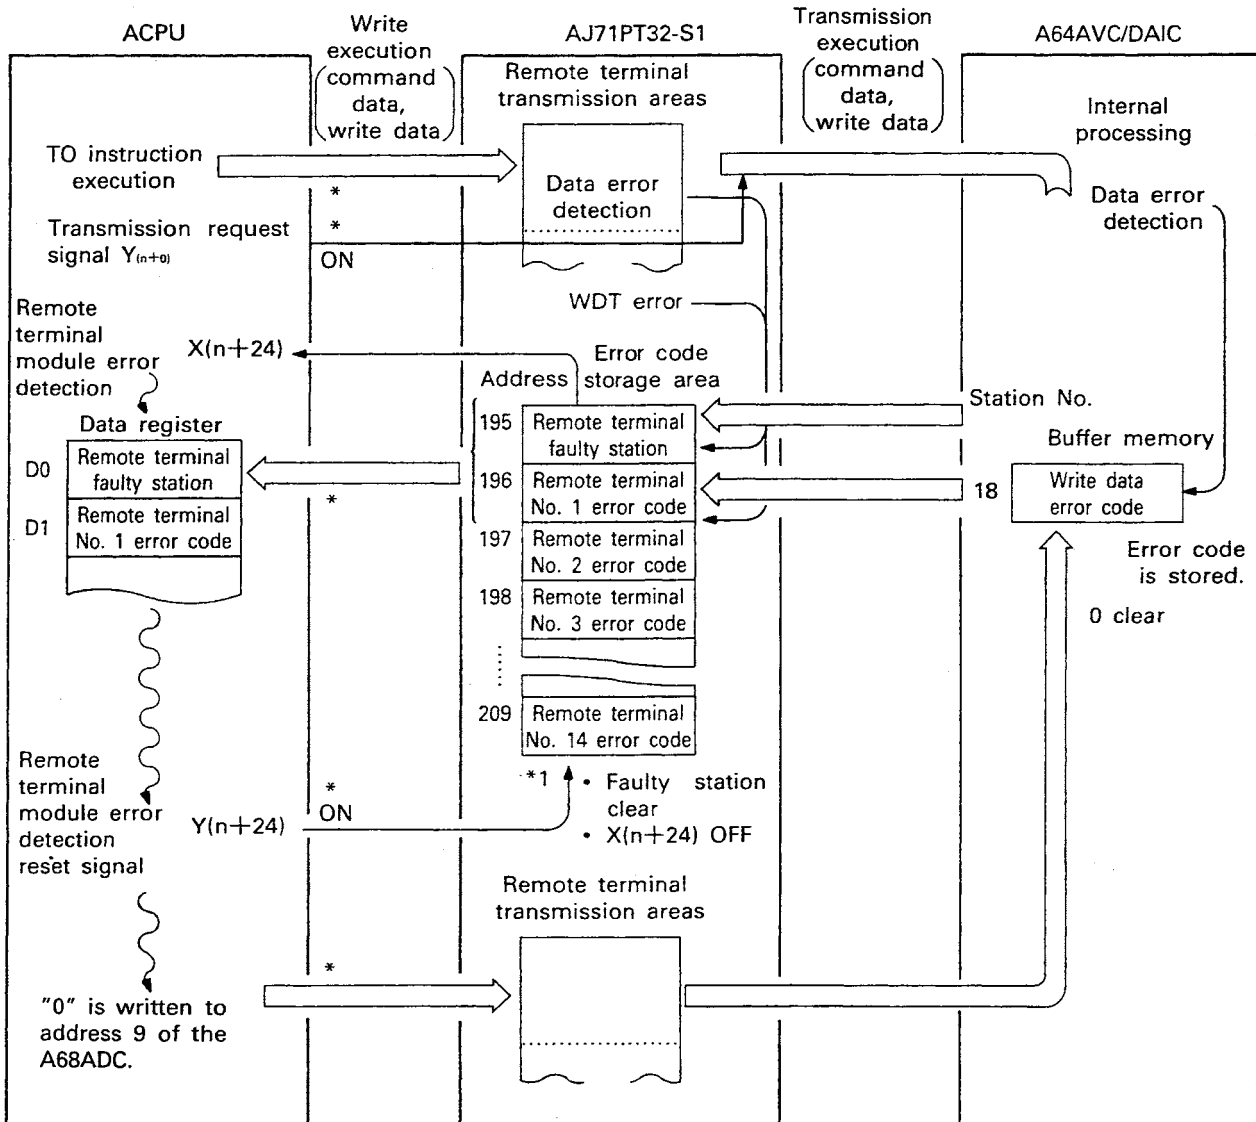 ACPU
Write
execution
(command
data,
write data)
AJ71PT32-S1
Transmission
execution
(command
data,
write data)
A64AVC/DAIC
Remote terminal
transmission areas
Internal
processing
TO instruction
execution
*
Data error
detection
Data error
detection
Transmission request
signal Y(n+0)
*
ON
WDT error
Remote
terminal
module error
detection
X(n+24)
Error code
storage area
Address
Station No.
Data register
D0
Remote terminal
faulty station
D1
Remote terminal
No. 1 error code
*
195
Remote terminal
faulty station
196
Remote terminal
No. 1 error code
197
Remote terminal
No. 2 error code
198
Remote terminal
No. 3 error code
209
Remote terminal
No. 14 error code
Buffer memory
18
Write data
error code
Error code
is stored.
0 clear
Remote
terminal
module error
detection
reset signal
Y(n+24)
*
ON
*1
• Faulty station
clear
• X(n+24) OFF
Remote terminal
transmission areas
*
"0" is written to
address 9 of the
A68ADC.